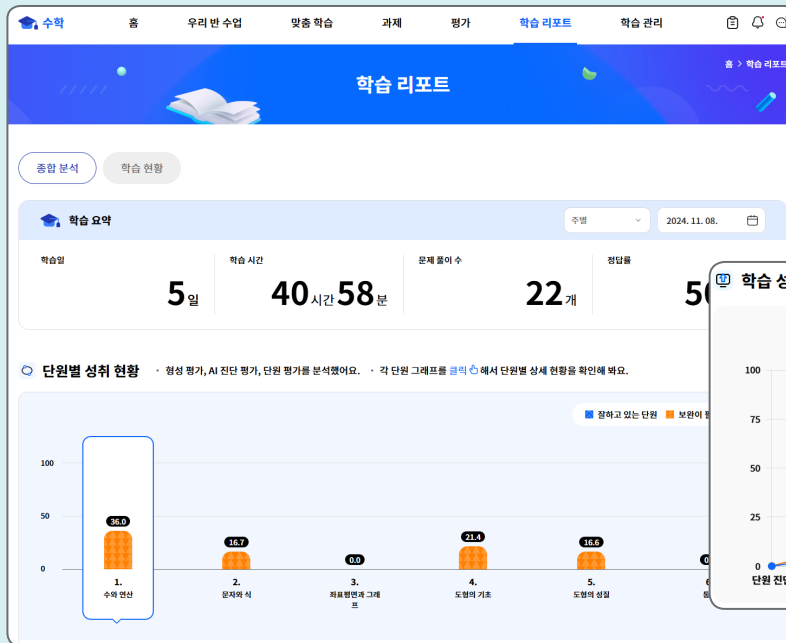 수학
홈 우리 반 수업 맞춤 학습 과제 평가 학습 리포트 학습 관리
홈 > 학습 리포트
학습 리포트
종합 분석 학습 현황
학습 요약
주별 2024. 11. 08.
학습일 학습 시간 문제 풀이 수 정답률
5일 40시간 58분 22개
학습
단원별 성취 현황 · 형성 평가, AI 진단 평가, 단원 평가를 분석했어요. · 각 단원 그래프를 클릭 해서 단원별 상세 현황을 확인해 봐요.
잘하고 있는 단원 보완이
100
75
50
25
0
단원
100
50
0
36.0 16.7 0.0 21.4 16.6
1. 2. 3. 4. 5.
수와 연산 문자와 식 좌표평면과 그래프 도형의 기초 도형의 성질